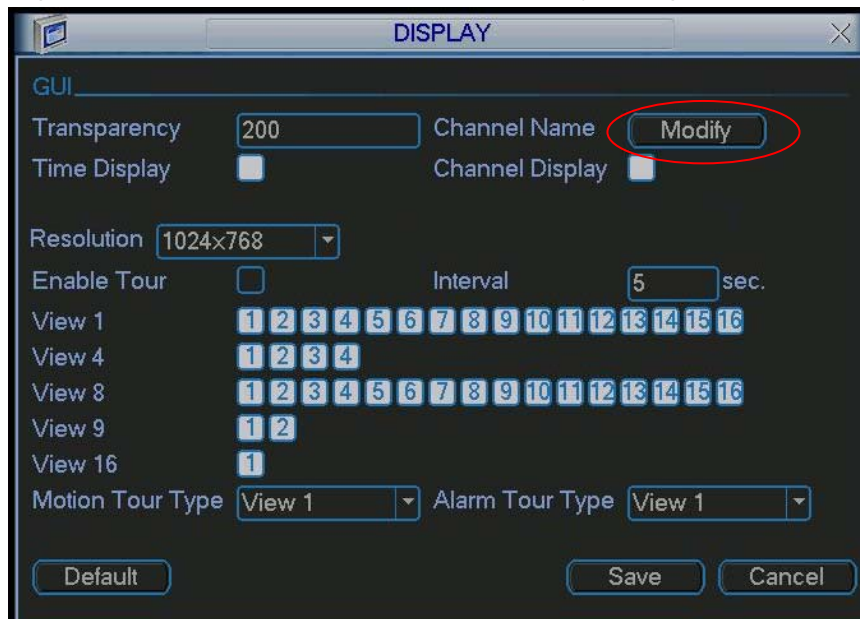 DISPLAY
GUI
Transparency 200 Channel Name Modify
Time Display Channel Display
Resolution 1024×768
Enable Tour Interval 5 sec.
View 1 1 2 3 4 5 6 7 8 9 10 11 12 13 14 15 16
View 4 1 2 3 4
View 8 1 2 3 4 5 6 7 8 9 10 11 12 13 14 15 16
View 9 1 2
View 16 1
Motion Tour Type View 1 Alarm Tour Type View 1
Default Save Cancel